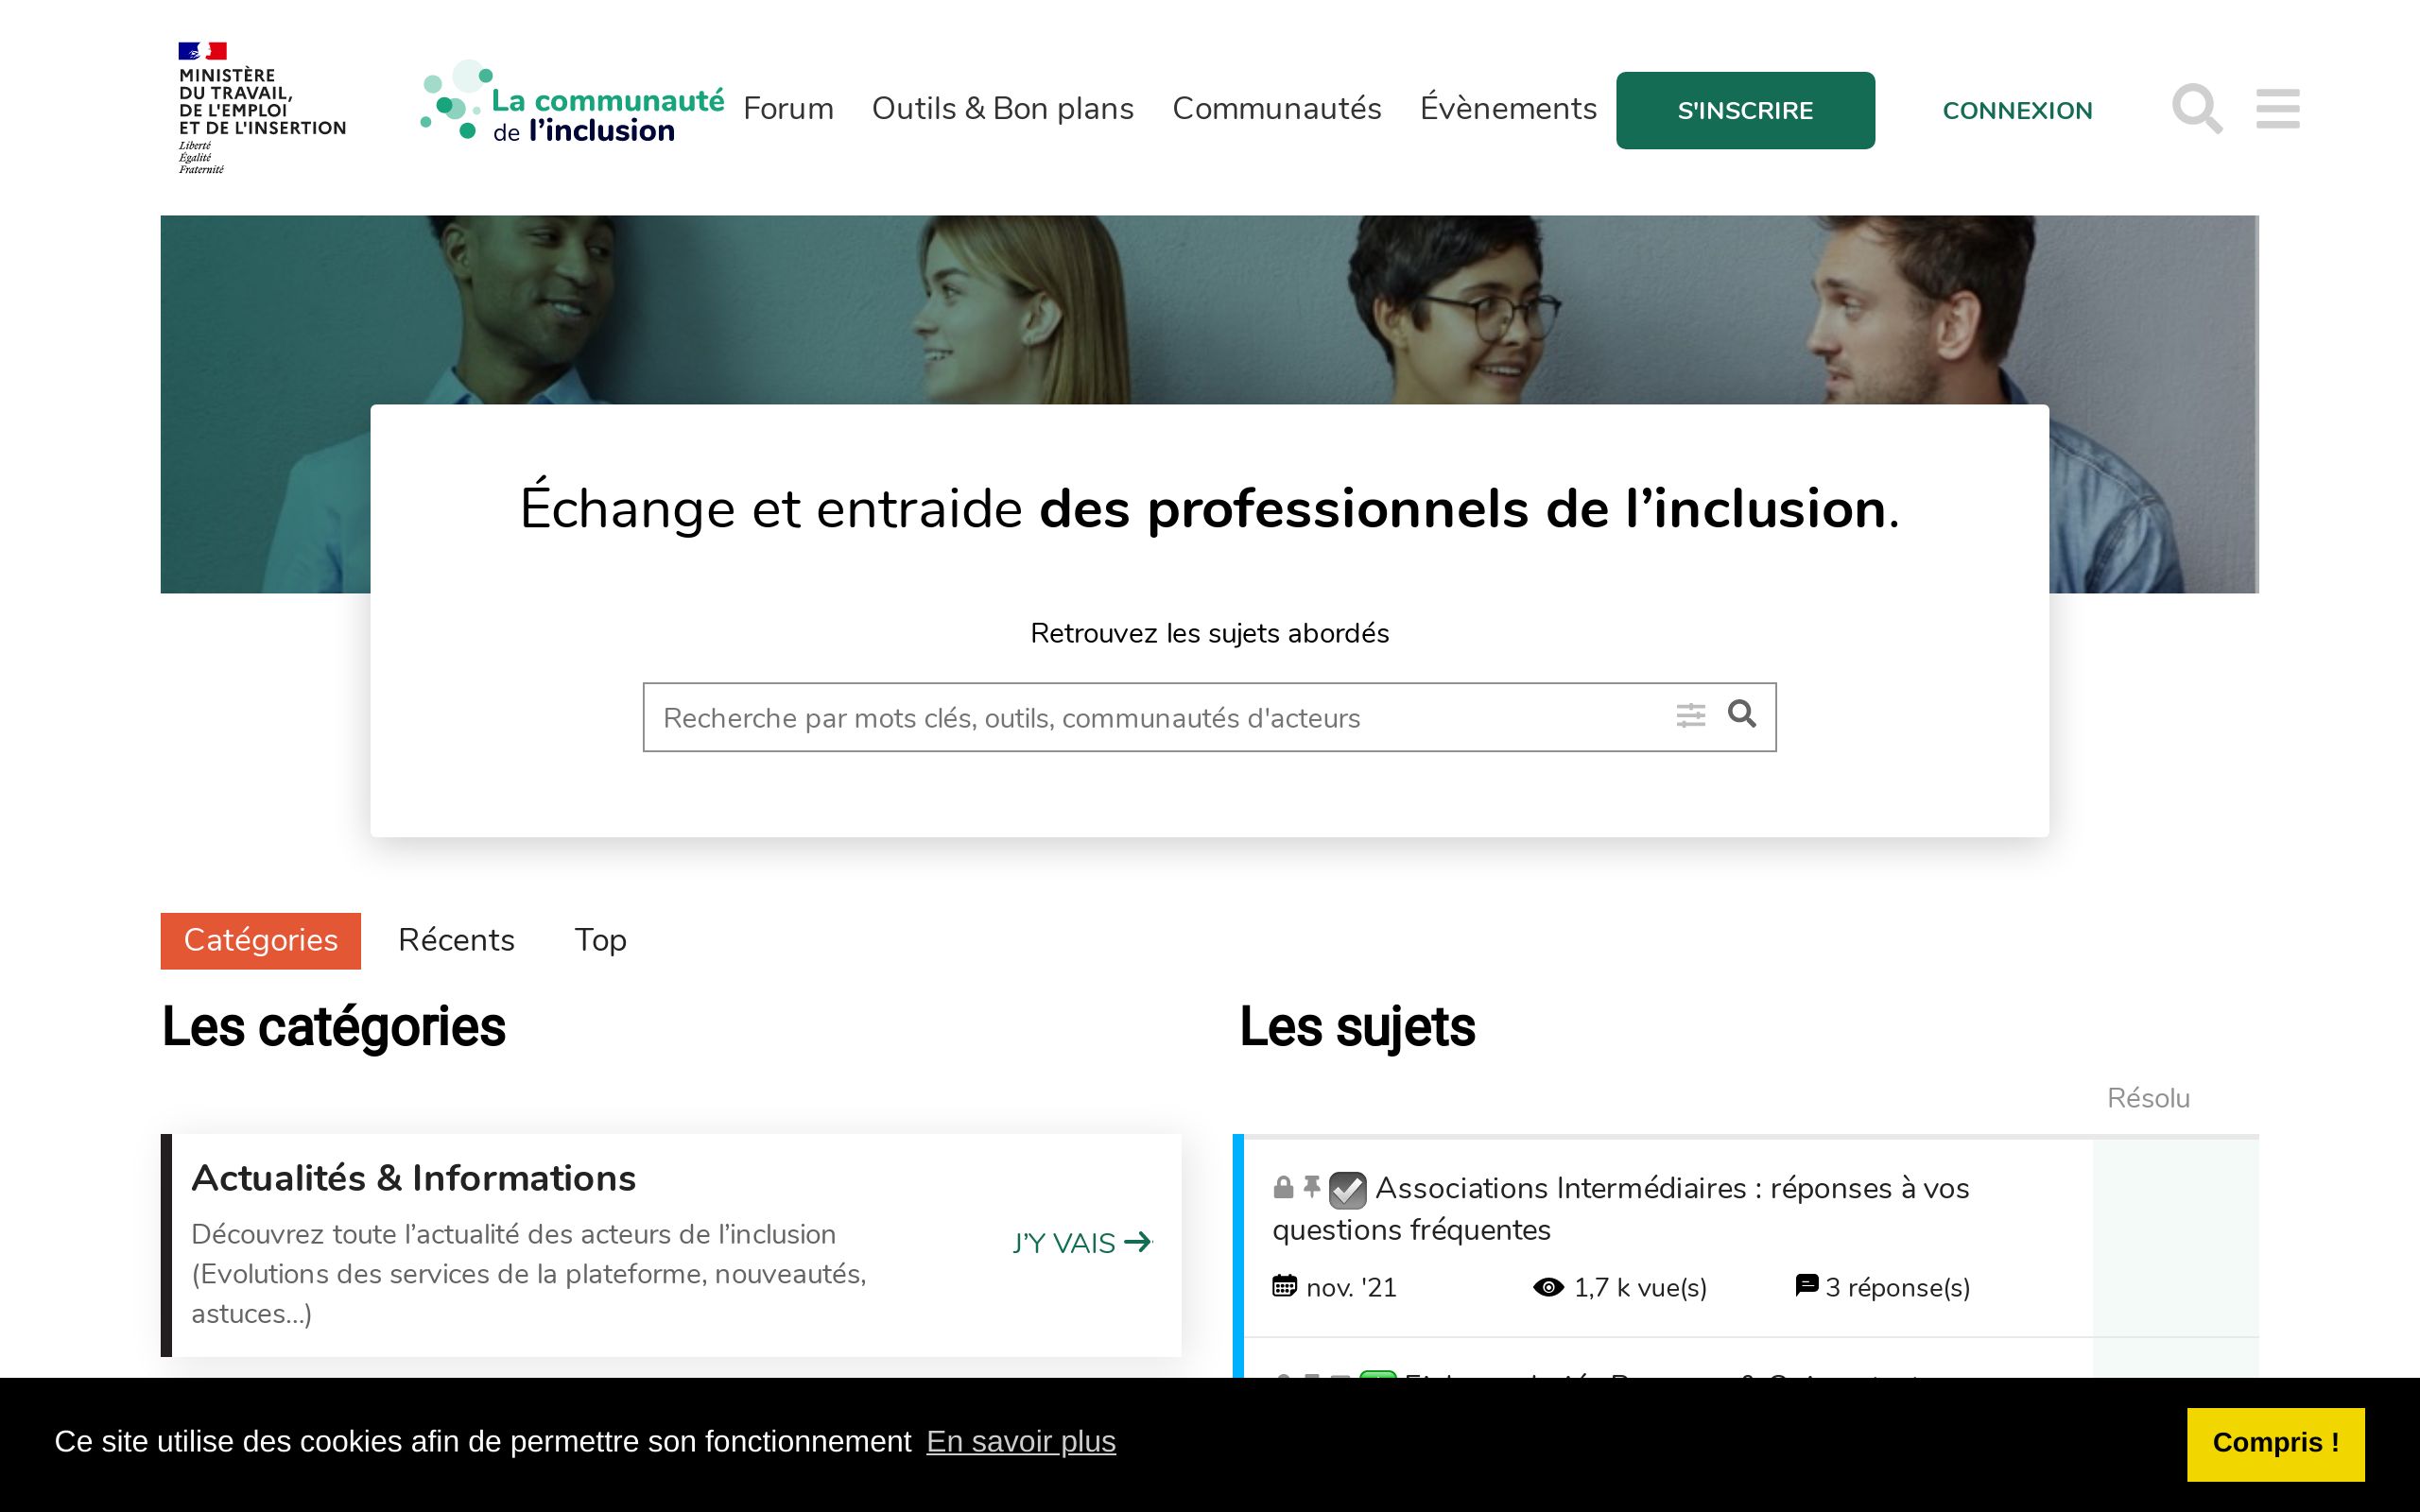 MINISTÈRE
DU TRAVAIL,
DE L'EMPLOI
ET DE L'INSERTION
Liberté
Égalité
Fraternité
La communauté
de l'inclusion
Forum
Outils & Bon plans
Communautés
Évènements
S'INSCRIRE
CONNEXION
Échange et entraide des professionnels de l’inclusion.
Retrouvez les sujets abordés
Recherche par mots clés, outils, communautés d'acteurs
Catégories
Récents
Top
Les catégories
Actualités & Informations
Découvrez toute l’actualité des acteurs de l’inclusion
(Evolutions des services de la plateforme, nouveautés,
astuces…)
J’Y VAIS
Les sujets
Résolu
Associations Intermédiaires : réponses à vos
questions fréquentes
nov. '21
1,7 k vue(s)
3 réponse(s)
Ce site utilise des cookies afin de permettre son fonctionnement En savoir plus
Compris !